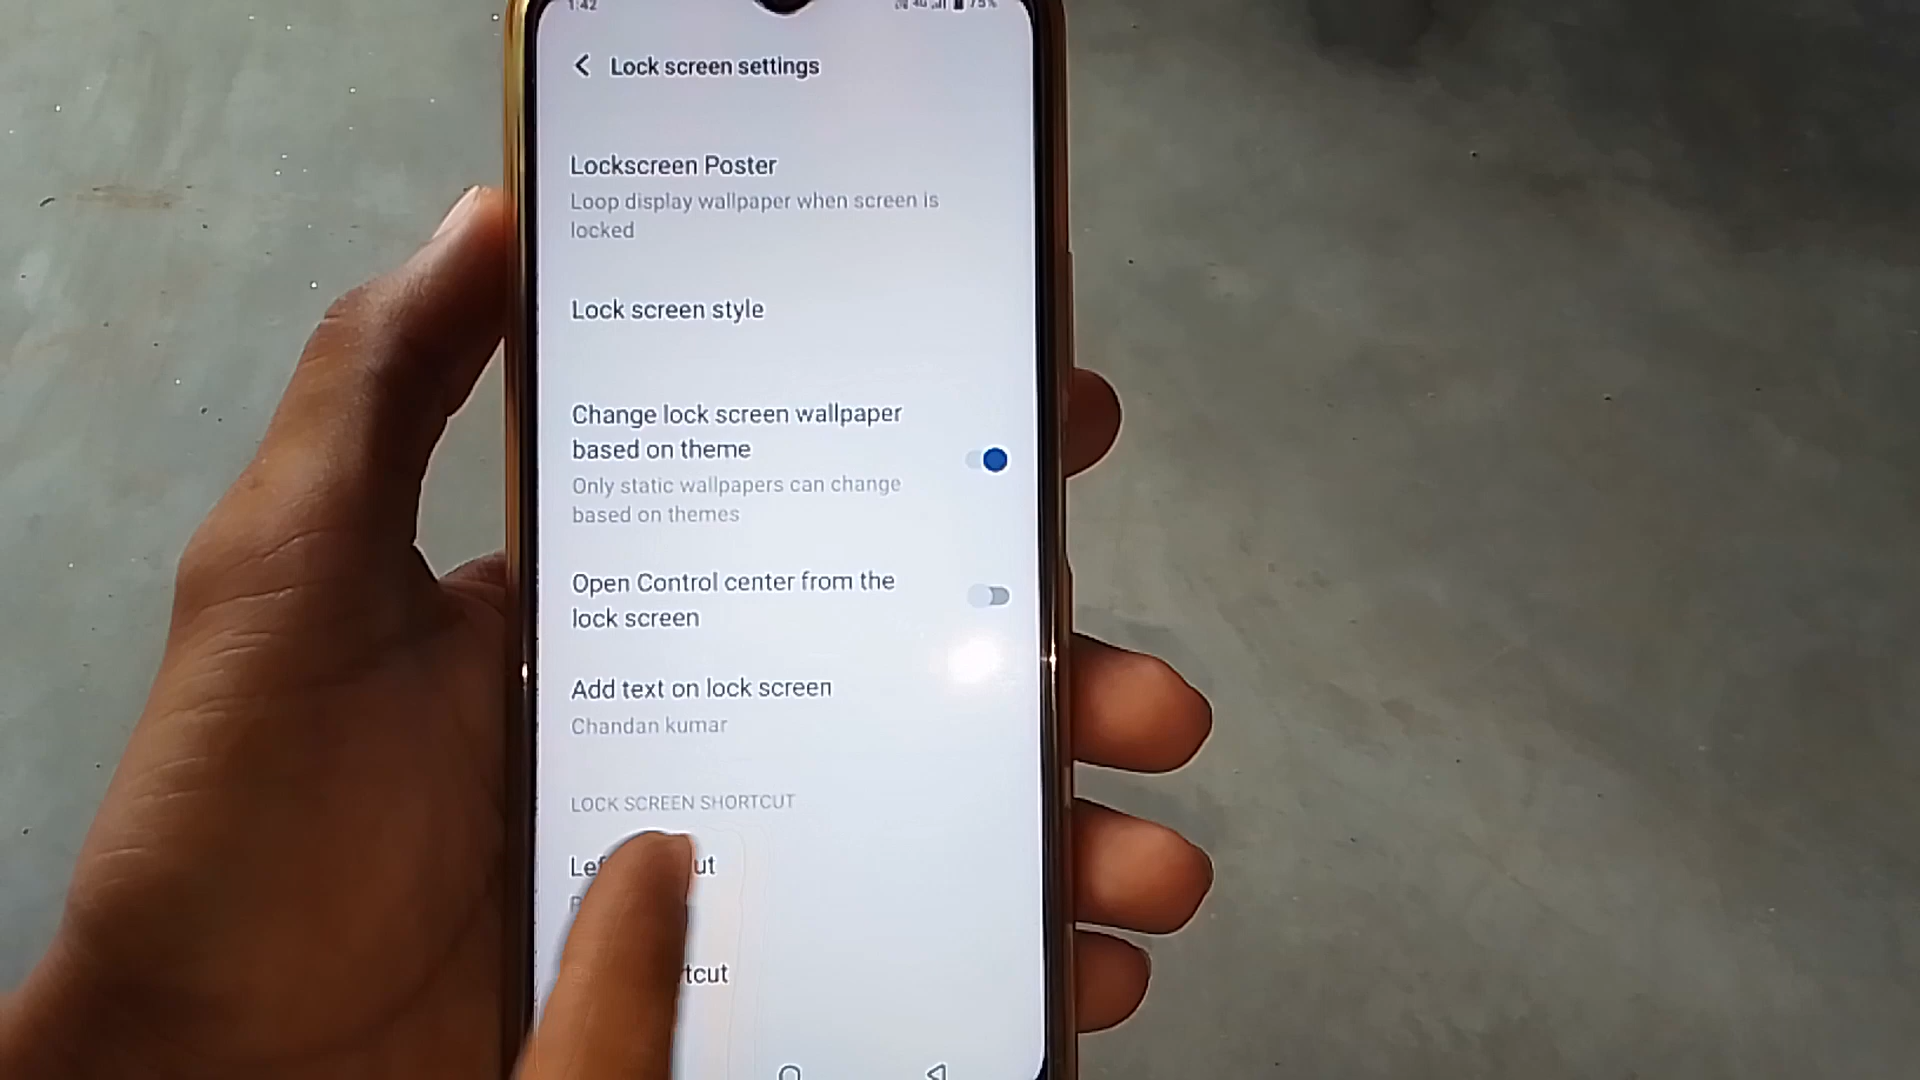 1:42
75%
Lock screen settings
Lockscreen Poster
Loop display wallpaper when screen is
locked
Lock screen style
Change lock screen wallpaper
based on theme
Only static wallpapers can change
based on themes
Open Control center from the
lock screen
Add text on lock screen
Chandan kumar
LOCK SCREEN SHORTCUT